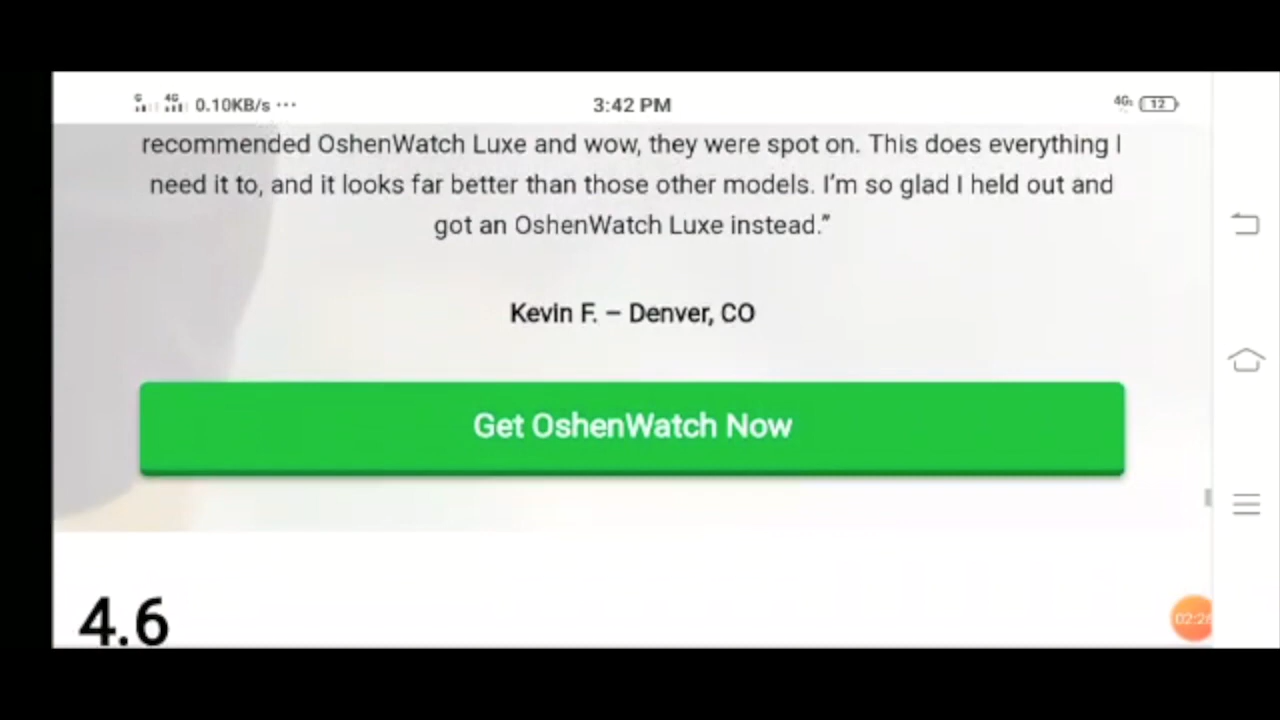 G 4G 0.10KB/s ··· 3:42 PM 4G 12
recommended OshenWatch Luxe and wow, they were spot on. This does everything I
need it to, and it looks far better than those other models. I’m so glad I held out and
got an OshenWatch Luxe instead.”
Kevin F. – Denver, CO
Get OshenWatch Now
4.6